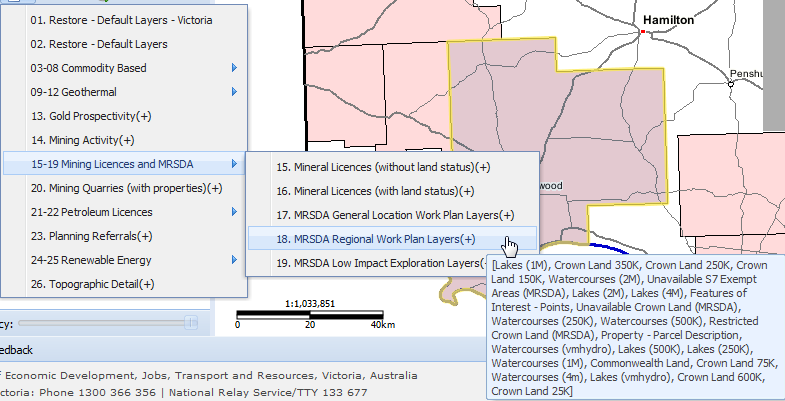 01. Restore - Default Layers - Victoria
02. Restore - Default Layers
03-08 Commodity Based
09-12 Geothermal
13. Gold Prospectivity(+)
14. Mining Activity(+)
15-19 Mining Licences and MRSDA
20. Mining Quarries (with properties)(+)
21-22 Petroleum Licences
23. Planning Referrals(+)
24-25 Renewable Energy
26. Topographic Detail(+)
15. Mineral Licences (without land status)(+)
16. Mineral Licences (with land status)(+)
17. MRSDA General Location Work Plan Layers(+)
18. MRSDA Regional Work Plan Layers(+)
19. MRSDA Low Impact Exploration Layers(
Hamilton
Penshu
wood
[Lakes (1M), Crown Land 350K, Crown Land 250K, Crown
Land 150K, Watercourses (2M), Unavailable S7 Exempt
Areas (MRSDA), Lakes (2M), Lakes (4M), Features of
Interest - Points, Unavailable Crown Land (MRSDA),
Watercourses (250K), Watercourses (500K), Restricted
Crown Land (MRSDA), Property - Parcel Description,
Watercourses (vmhydro), Lakes (500K), Lakes (250K),
Watercourses (1M), Commonwealth Land, Crown Land 75K,
Watercourses (4m), Lakes (vmhydro), Crown Land 600K,
Crown Land 25K]
1:1,033,851
0 20 40km
cy:
edback
f Economic Development, Jobs, Transport and Resources, Victoria, Australia
ictoria: Phone 1300 366 356 | National Relay Service/TTY 133 677